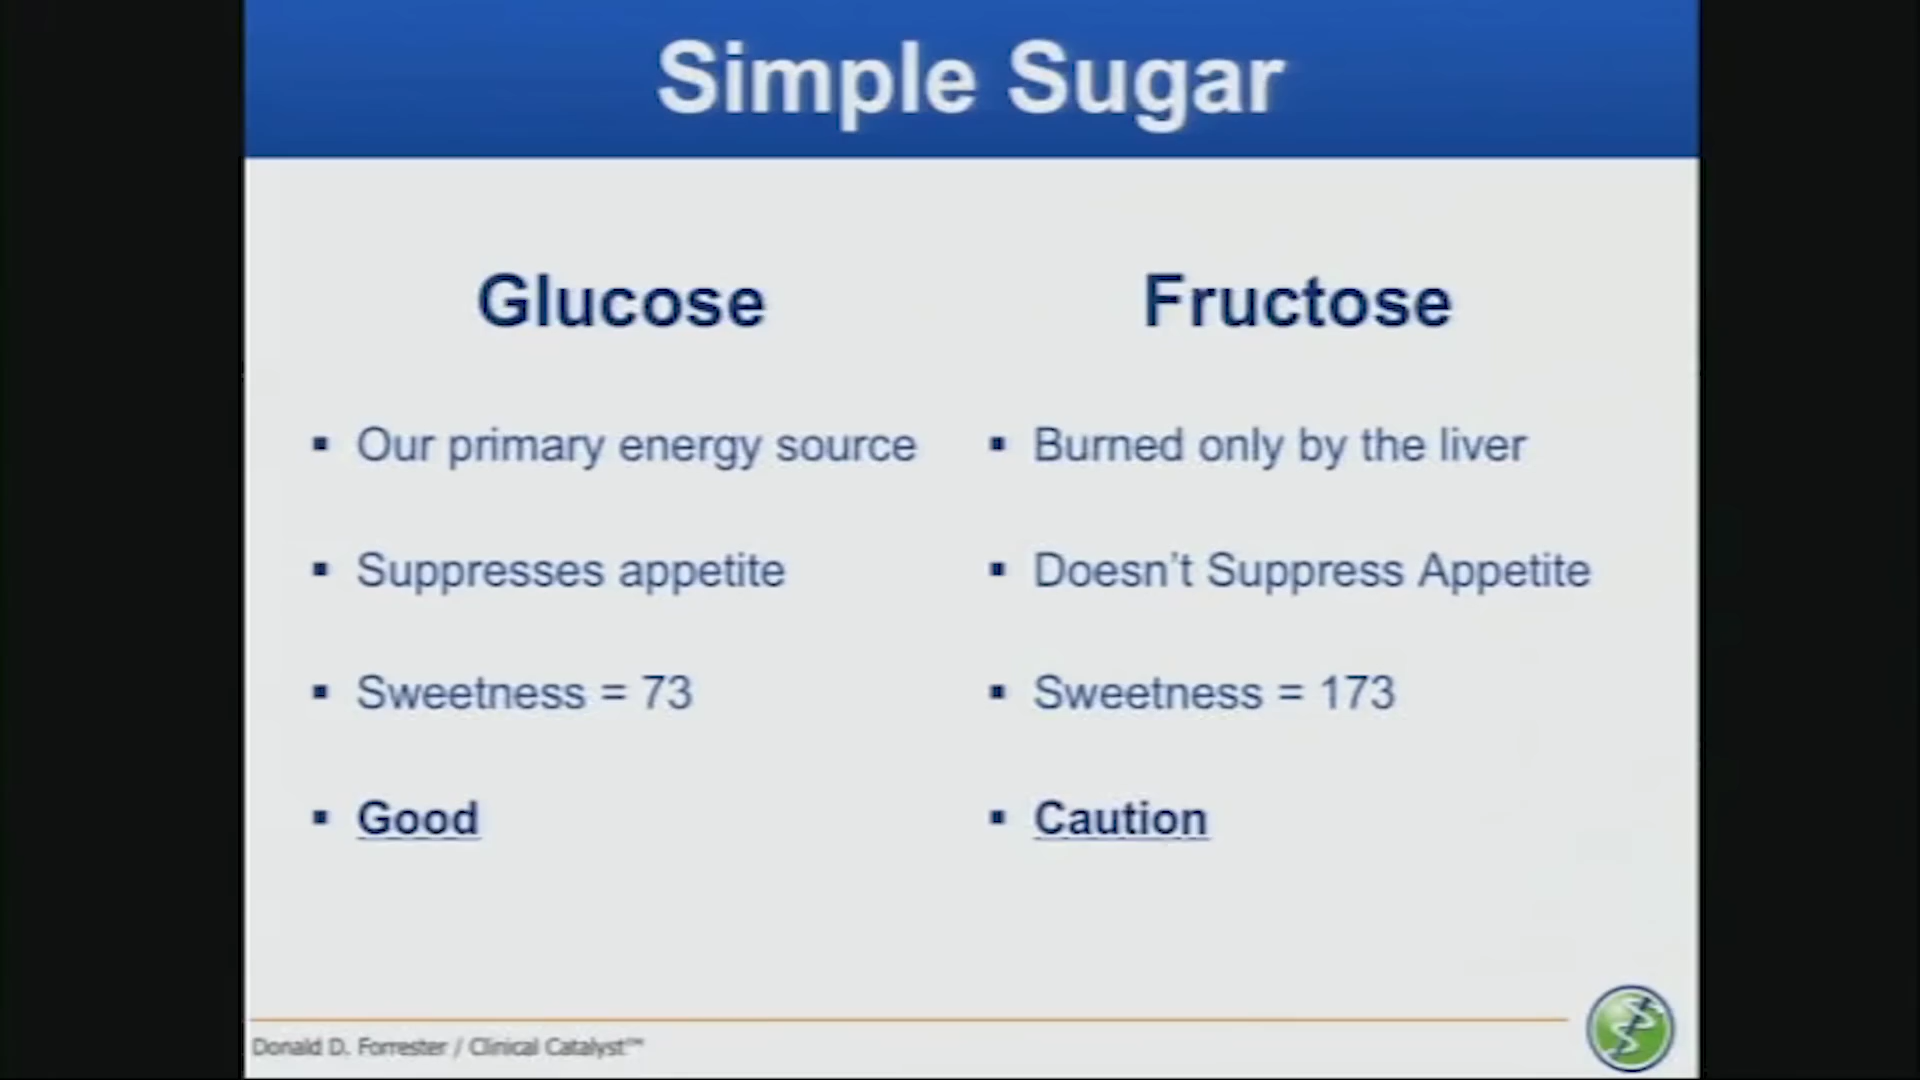 Simple Sugar
Glucose
▪ Our primary energy source
▪ Suppresses appetite
▪ Sweetness = 73
▪ Good
Fructose
▪ Burned only by the liver
▪ Doesn't Suppress Appetite
▪ Sweetness = 173
▪ Caution
Donald D. Forrester / Clinical Catalyst™